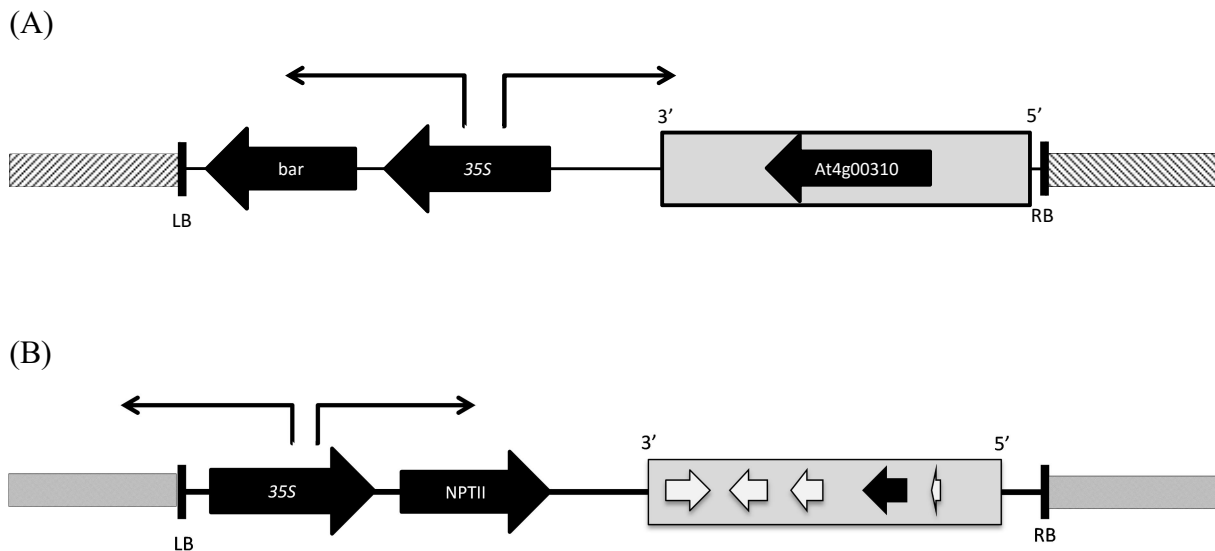 (A)
3’ 5’
bar 35S At4g00310
LB RB
(B)
3’ 5’
35S NPTII
LB RB